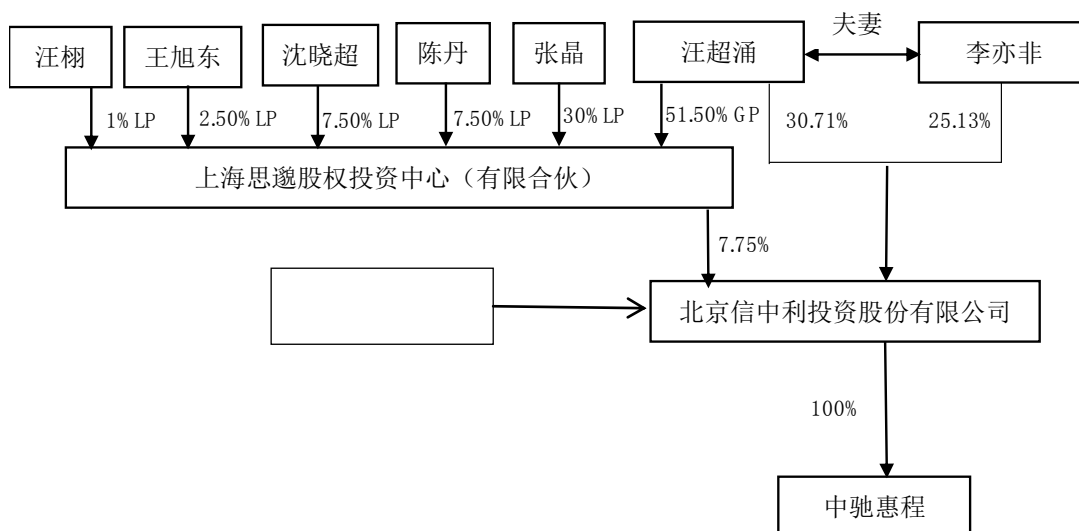 夫妻
汪栩
王旭东
沈晓超
陈丹
张晶
汪超涌
李亦非
1% LP
2.50% LP
7.50% LP
7.50% LP
30% LP
51.50% GP
30.71%
25.13%
上海思邈股权投资中心（有限合伙）
7.75%
北京信中利投资股份有限公司
100%
中驰惠程